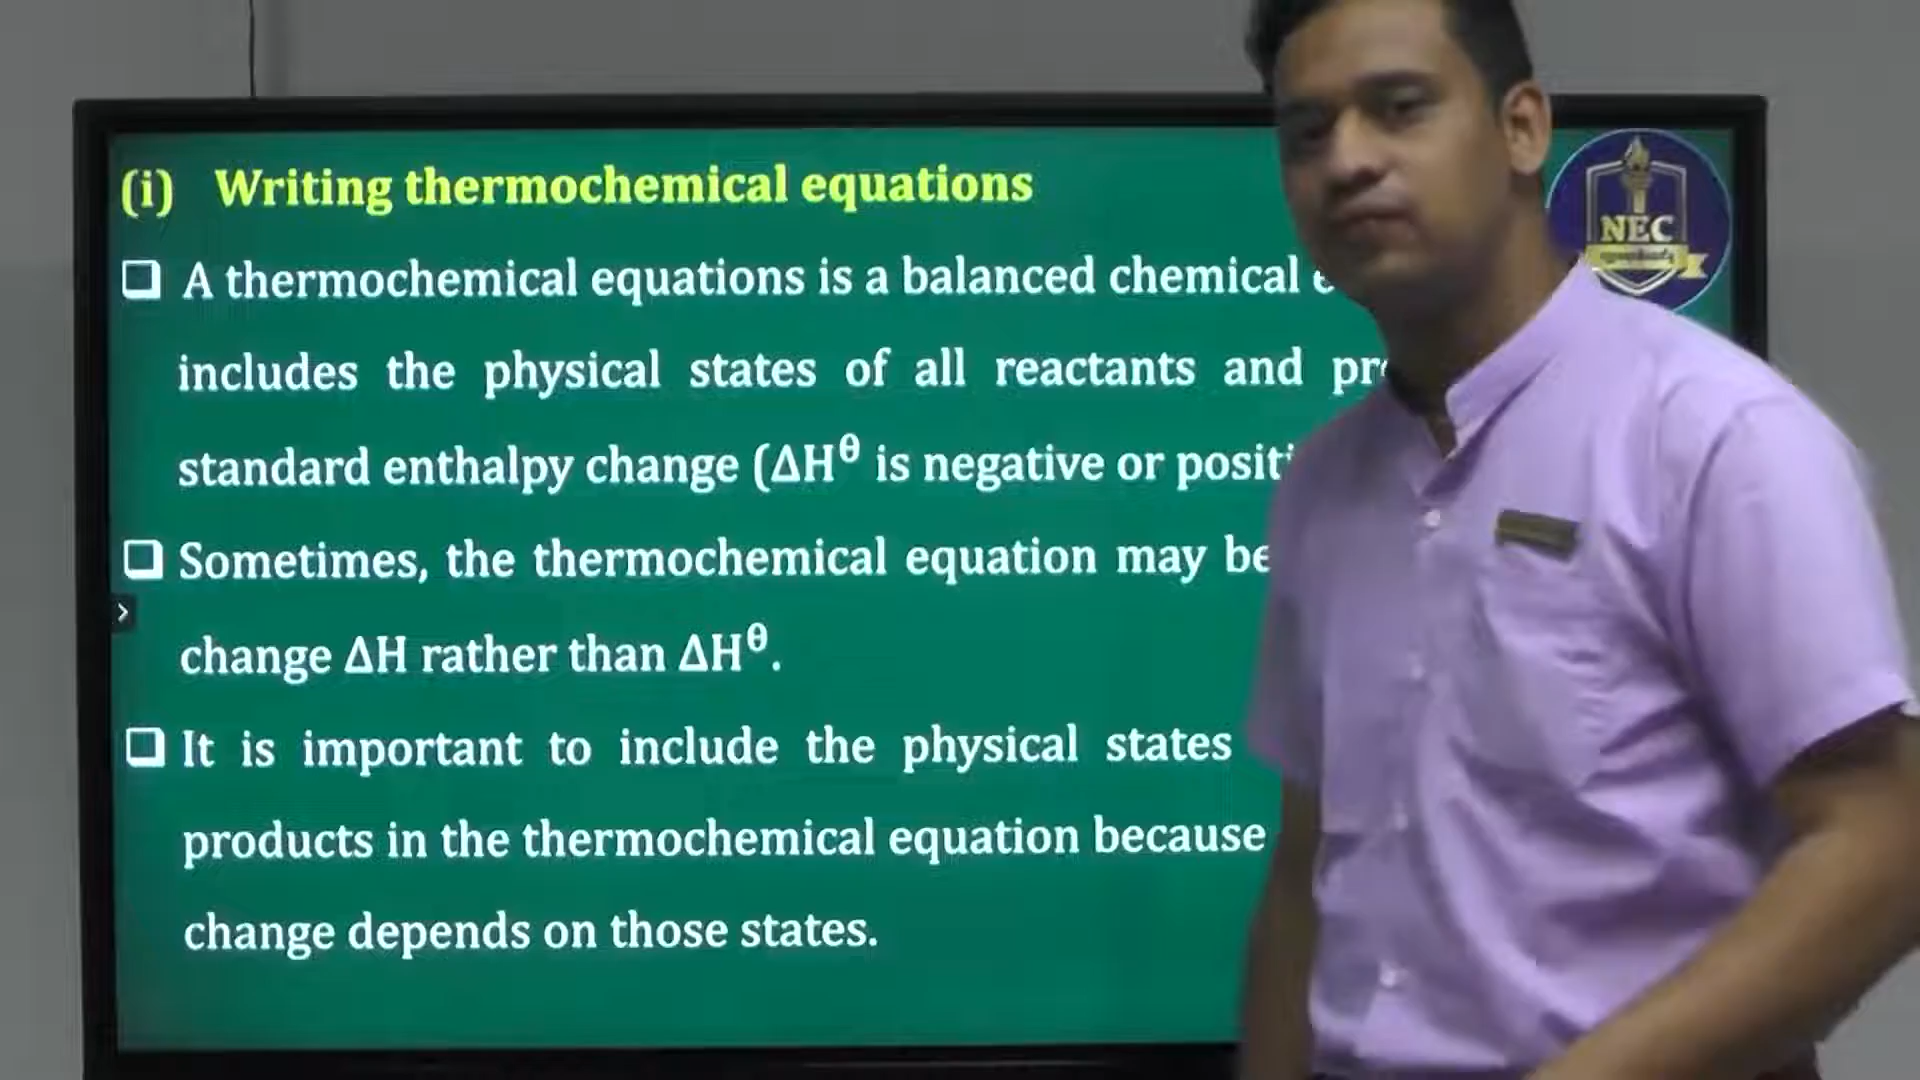 (i) Writing thermochemical equations
NEC
❑ A thermochemical equations is a balanced chemical
includes the physical states of all reactants and
standard enthalpy change (ΔHᶿ is negative or
❑ Sometimes, the thermochemical equation may be
change ΔH rather than ΔHᶿ.
❑ It is important to include the physical states
products in the thermochemical equation because
change depends on those states.